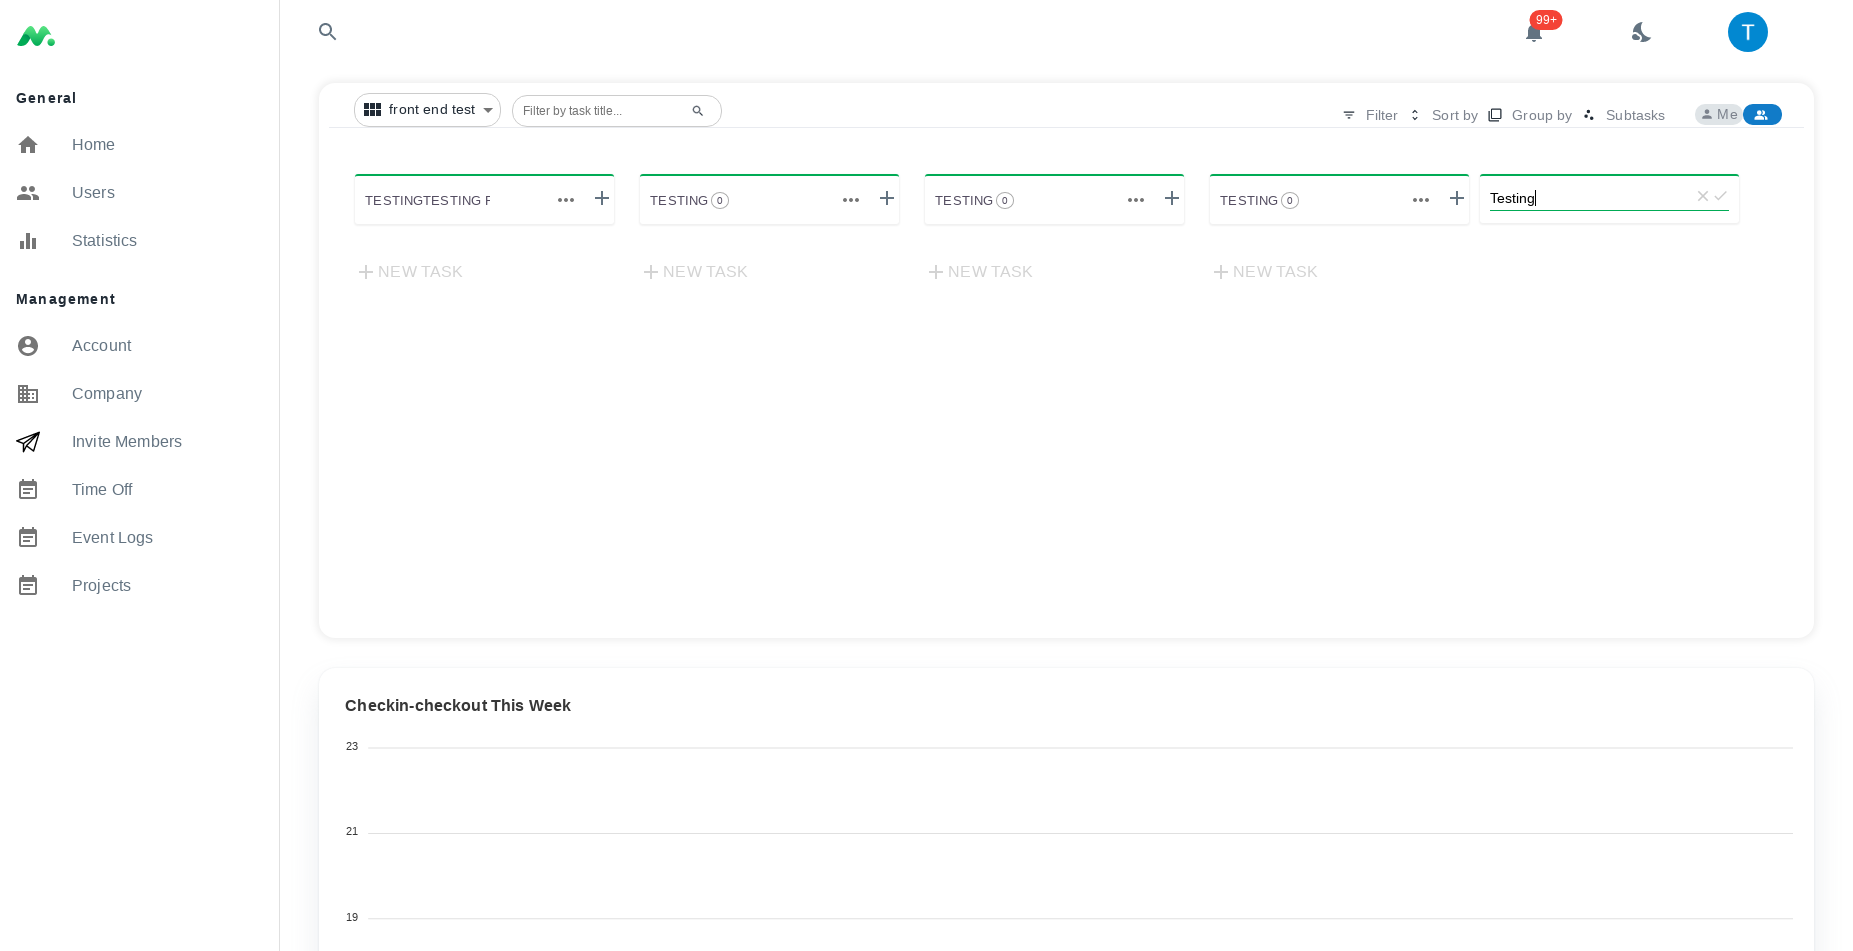 99+
T
General
Home
Users
Statistics
Management
Account
Company
Invite Members
Time Off
Event Logs
Projects
front end test
Filter by task title...
Filter
Sort by
Group by
Subtasks
Me
TESTINGTESTING F
TESTING 0
TESTING 0
TESTING 0
Testing
NEW TASK
NEW TASK
NEW TASK
NEW TASK
Checkin-checkout This Week
23
21
19